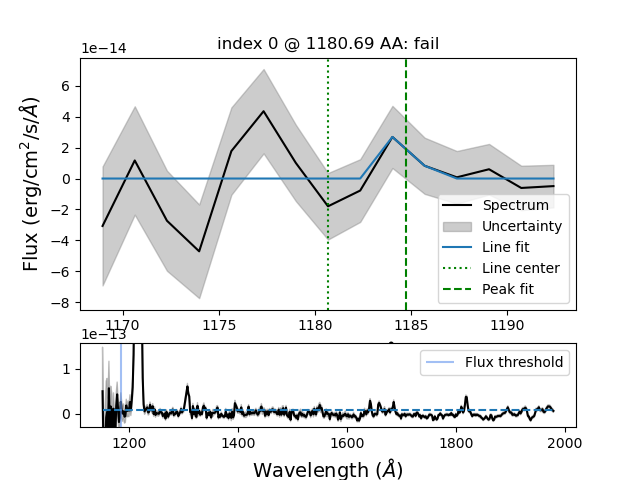 index 0 @ 1180.69 AA: fail
1e−14
6
4
2
0
−2
−4
−6
−8
Flux (erg/cm²/s/Å)
Spectrum
Uncertainty
Line fit
Line center
Peak fit
1170 1175 1180 1185 1190
1e−13
1
0
Flux threshold
1200 1400 1600 1800 2000
Wavelength (Å)